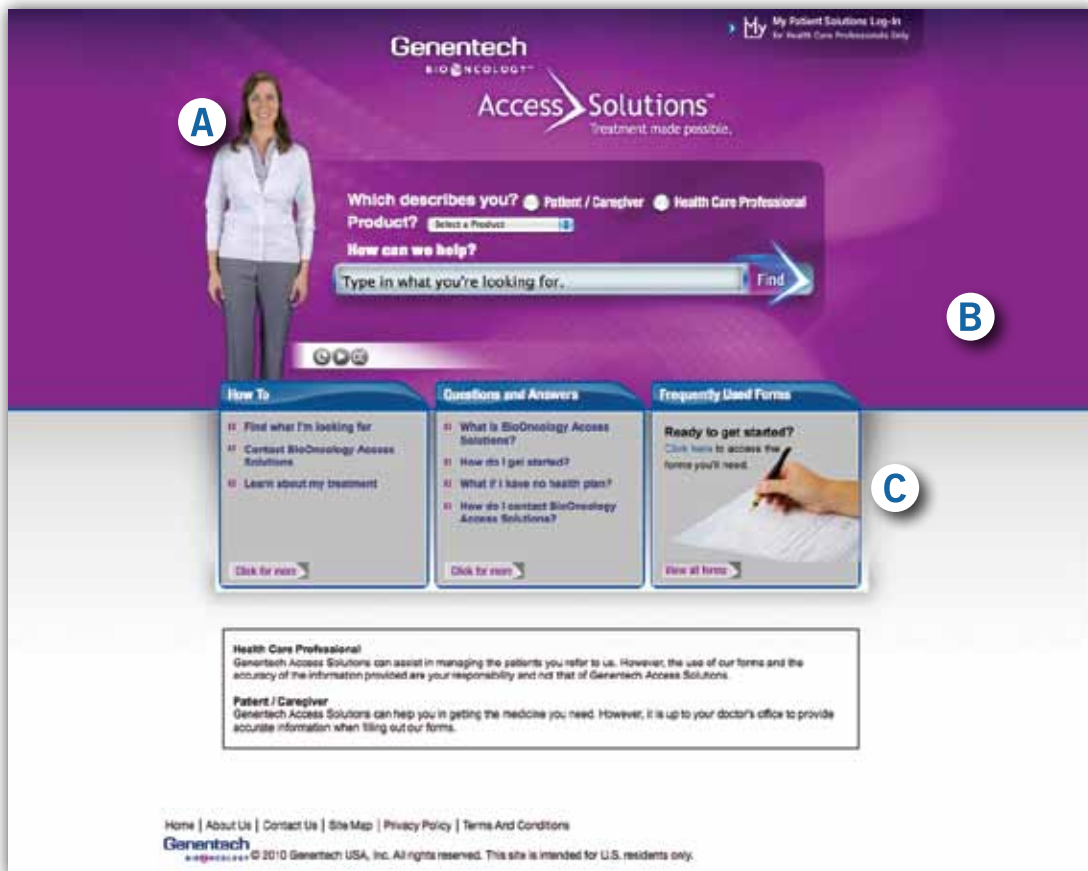 My My Patient Solutions Log-In
for Health Care Professionals Only
Genentech
BIOONCOLOGY™
Access Solutions™
Treatment made possible.
A
Which describes you? Patient / Caregiver Health Care Professional
Product? Select a Product
How can we help?
Type in what you're looking for. Find
B
How To
Find what I'm looking for
Contact BioOncology Access
Solutions
Learn about my treatment
Click for more
Questions and Answers
What is BioOncology Access
Solutions?
How do I get started?
What if I have no health plan?
How do I contact BioOncology
Access Solutions?
Click for more
Frequently Used Forms
Ready to get started?
Click here to access the
forms you'll need.
View all forms
C
Health Care Professional
Genentech Access Solutions can assist in managing the patients you refer to us. However, the use of our forms and the
accuracy of the information provided are your responsibility and not that of Genentech Access Solutions.
Patient / Caregiver
Genentech Access Solutions can help you in getting the medicine you need. However, it is up to your doctor's office to provide
accurate information when filling out our forms.
Home | About Us | Contact Us | Site Map | Privacy Policy | Terms And Conditions
Genentech
BIOONCOLOGY © 2010 Genentech USA, Inc. All rights reserved. This site is intended for U.S. residents only.